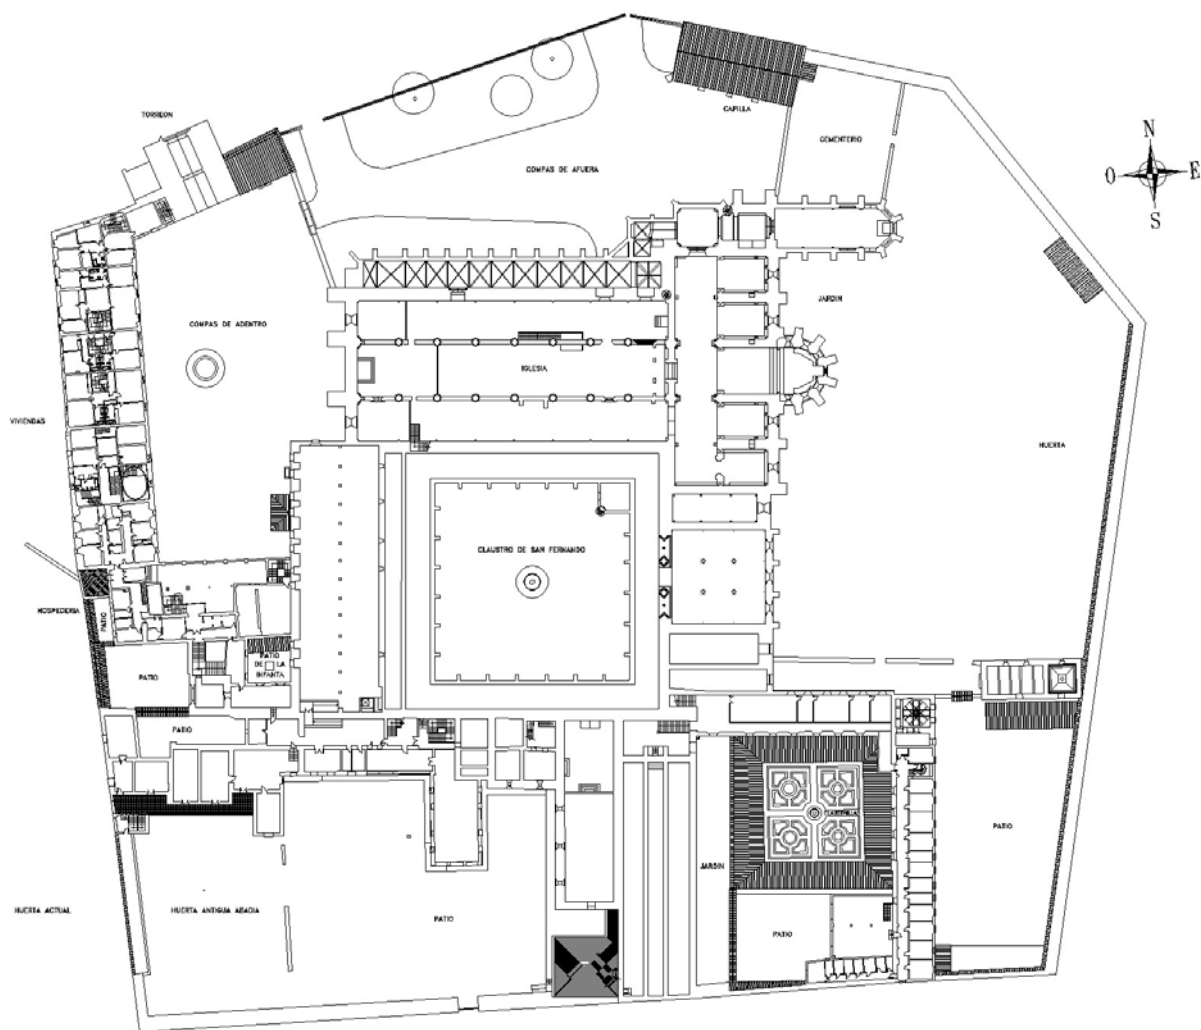 N
O
E
S
CAPILLA
TORREON
CEMENTERIO
COMPAS DE AFUERA
JARDIN
COMPAS DE ADENTRO
IGLESIA
VIVIENDAS
HUERTA
CLAUSTRO DE SAN FERNANDO
HOSPEDERIA
PATIO
PATIO
DE LA
INFANTA
PATIO
PATIO
PATIO
JARDIN
HUERTA ACTUAL
HUERTA ANTIGUA ABADIA
PATIO
PATIO